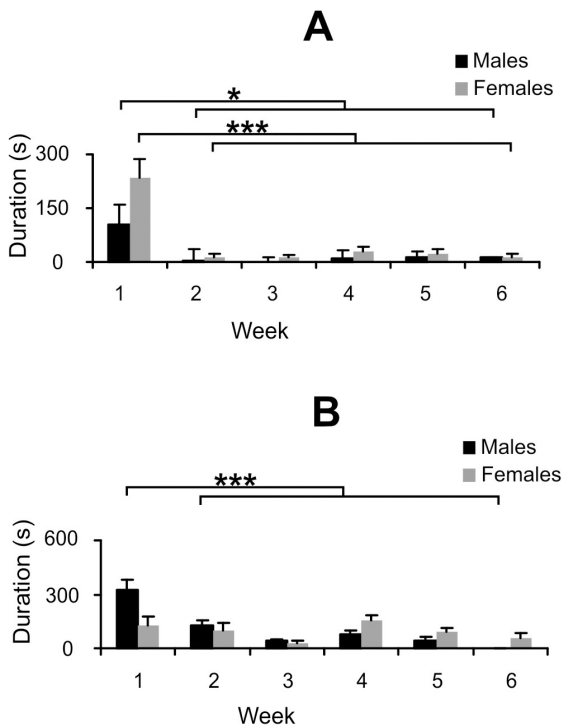 A
Males
Females
*
***
Duration (s)
300
150
0
1 2 3 4 5 6
Week
B
Males
Females
***
Duration (s)
600
300
0
1 2 3 4 5 6
Week